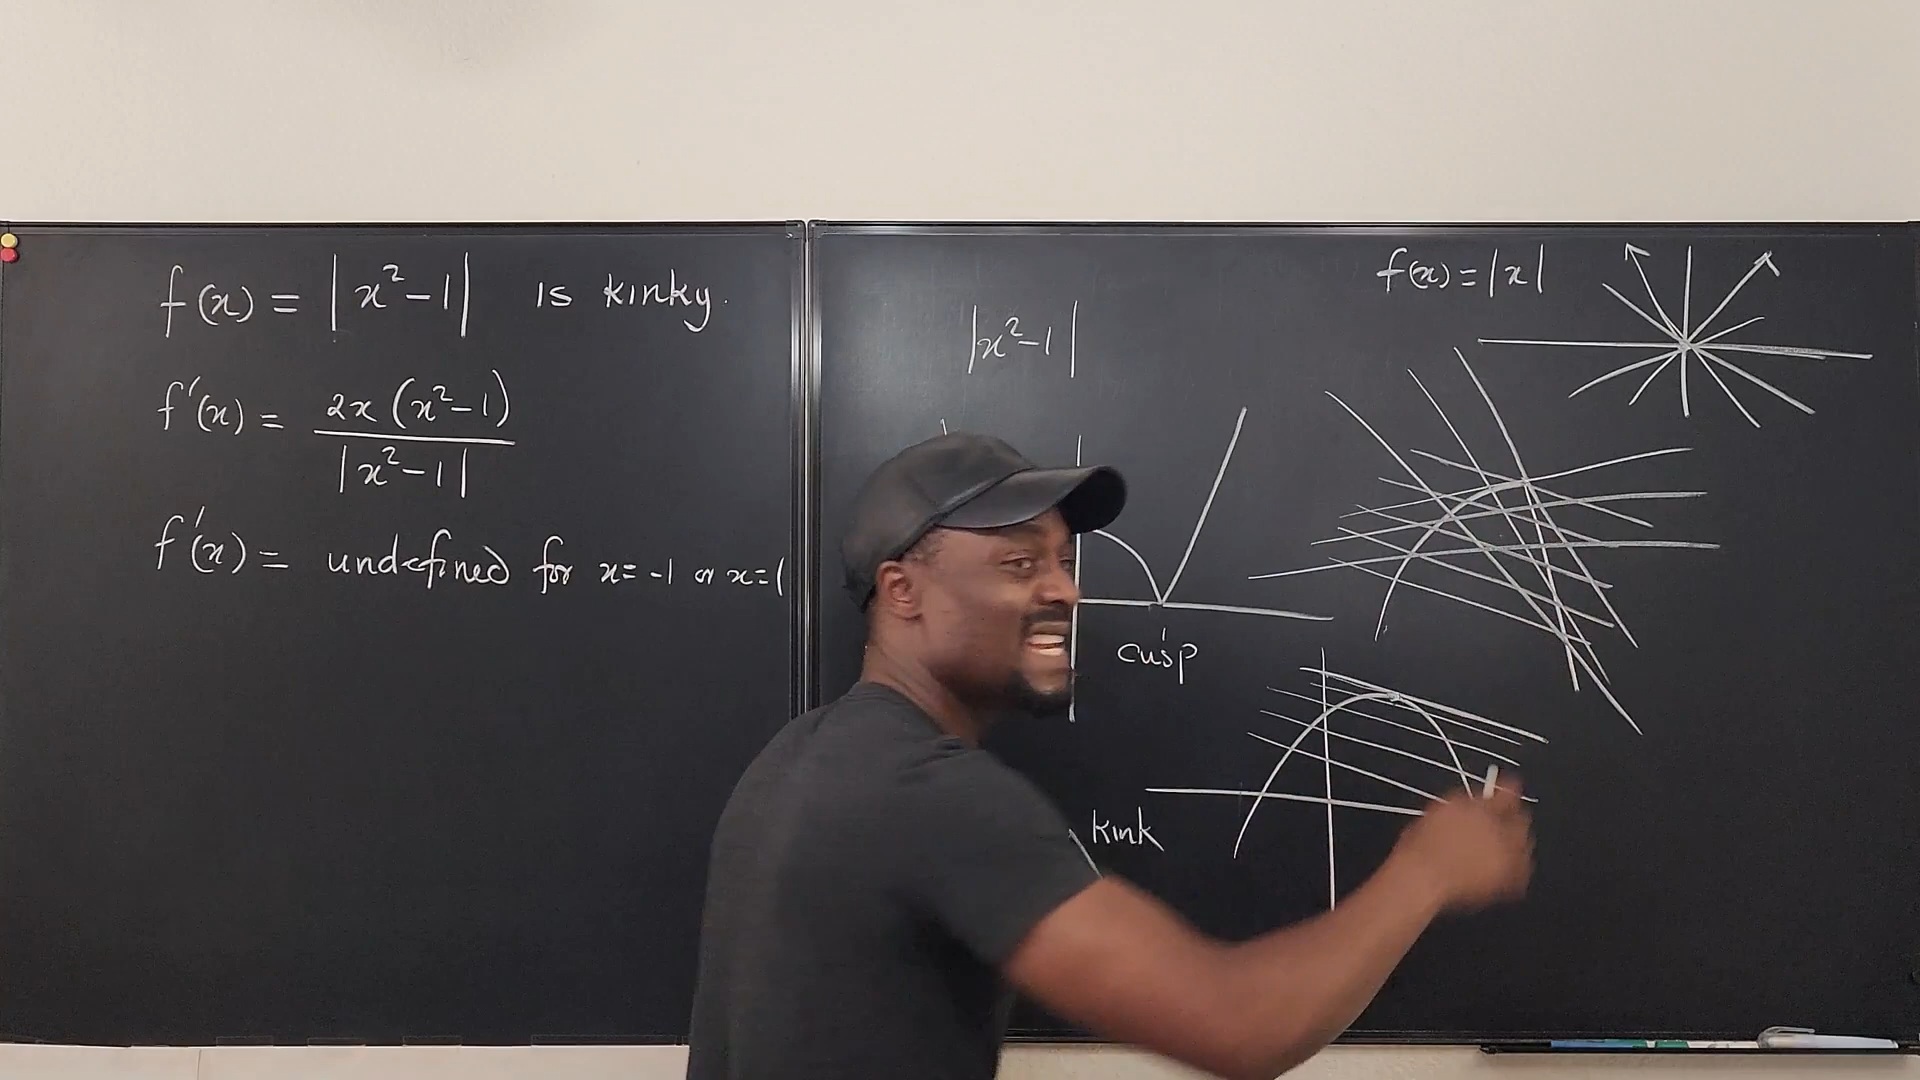 f(x) = |x²-1| is kinky.
f'(x) = 2x(x²-1) / |x²-1|
f'(x) = undefined for x=-1 or x=1
|x²-1|
cusp
kink
f(x)=|x|